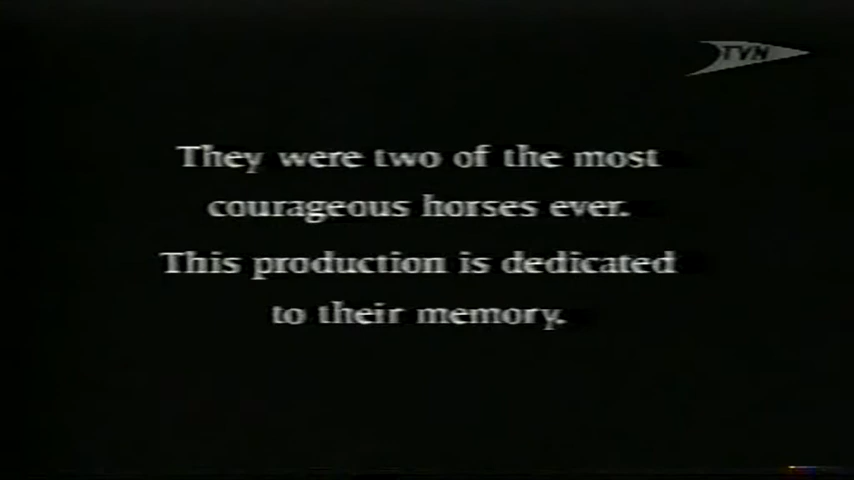 TVN
They were two of the most
courageous horses ever.
This production is dedicated
to their memory.